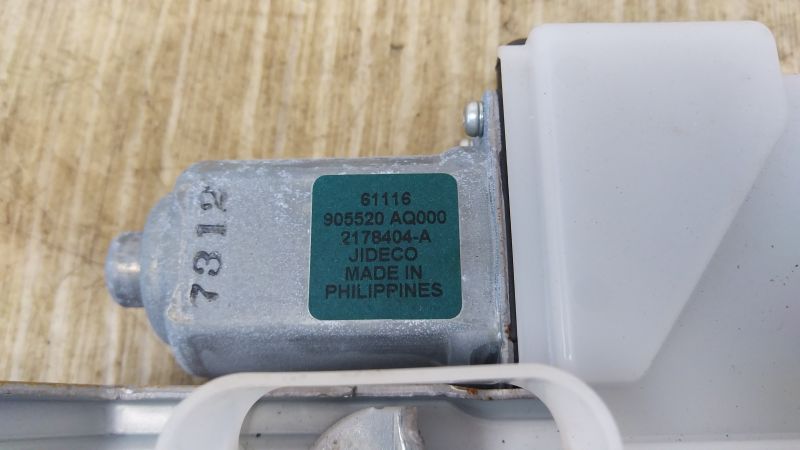 7312
61116
905520 AQ000
2178404-A
JIDECO
MADE IN
PHILIPPINES